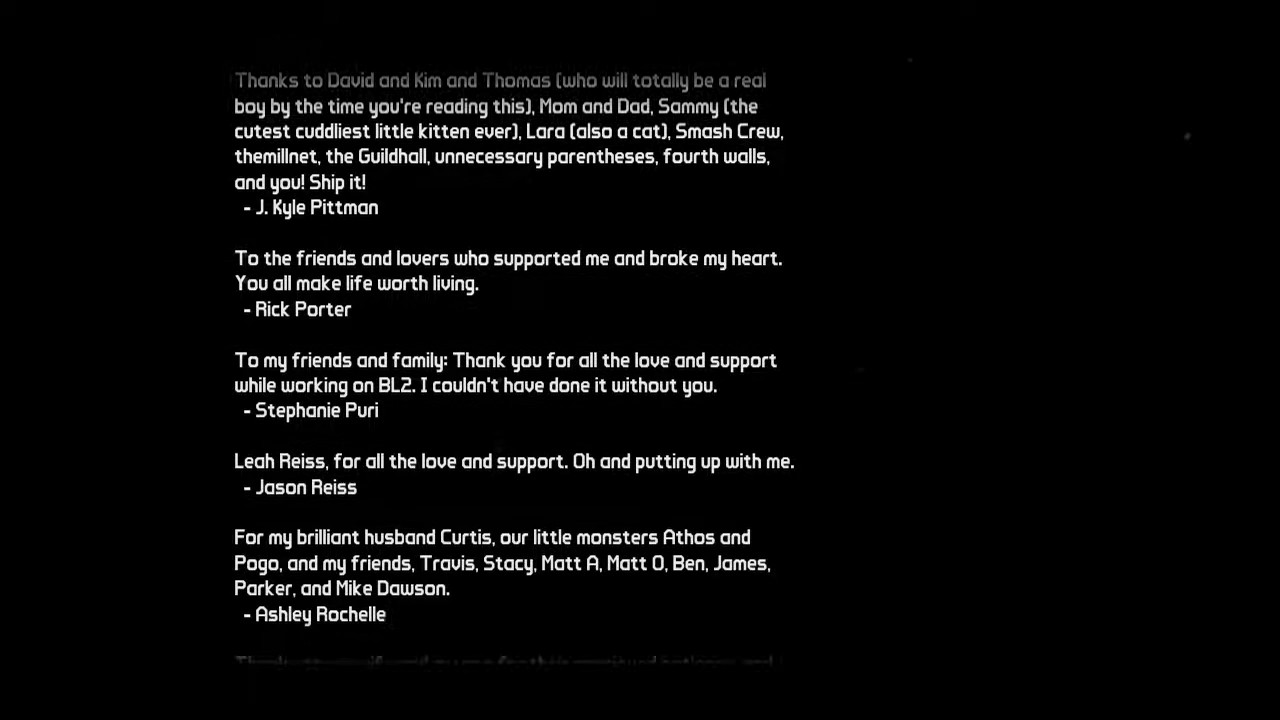 Thanks to David and Kim and Thomas (who will totally be a real
boy by the time you're reading this), Mom and Dad, Sammy (the
cutest cuddliest little kitten ever), Lara (also a cat), Smash Crew,
themillnet, the Guildhall, unnecessary parentheses, fourth walls,
and you! Ship it!
- J. Kyle Pittman
To the friends and lovers who supported me and broke my heart.
You all make life worth living.
- Rick Porter
To my friends and family: Thank you for all the love and support
while working on BL2. I couldn't have done it without you.
- Stephanie Puri
Leah Reiss, for all the love and support. Oh and putting up with me.
- Jason Reiss
For my brilliant husband Curtis, our little monsters Athos and
Pogo, and my friends, Travis, Stacy, Matt A, Matt O, Ben, James,
Parker, and Mike Dawson.
- Ashley Rochelle